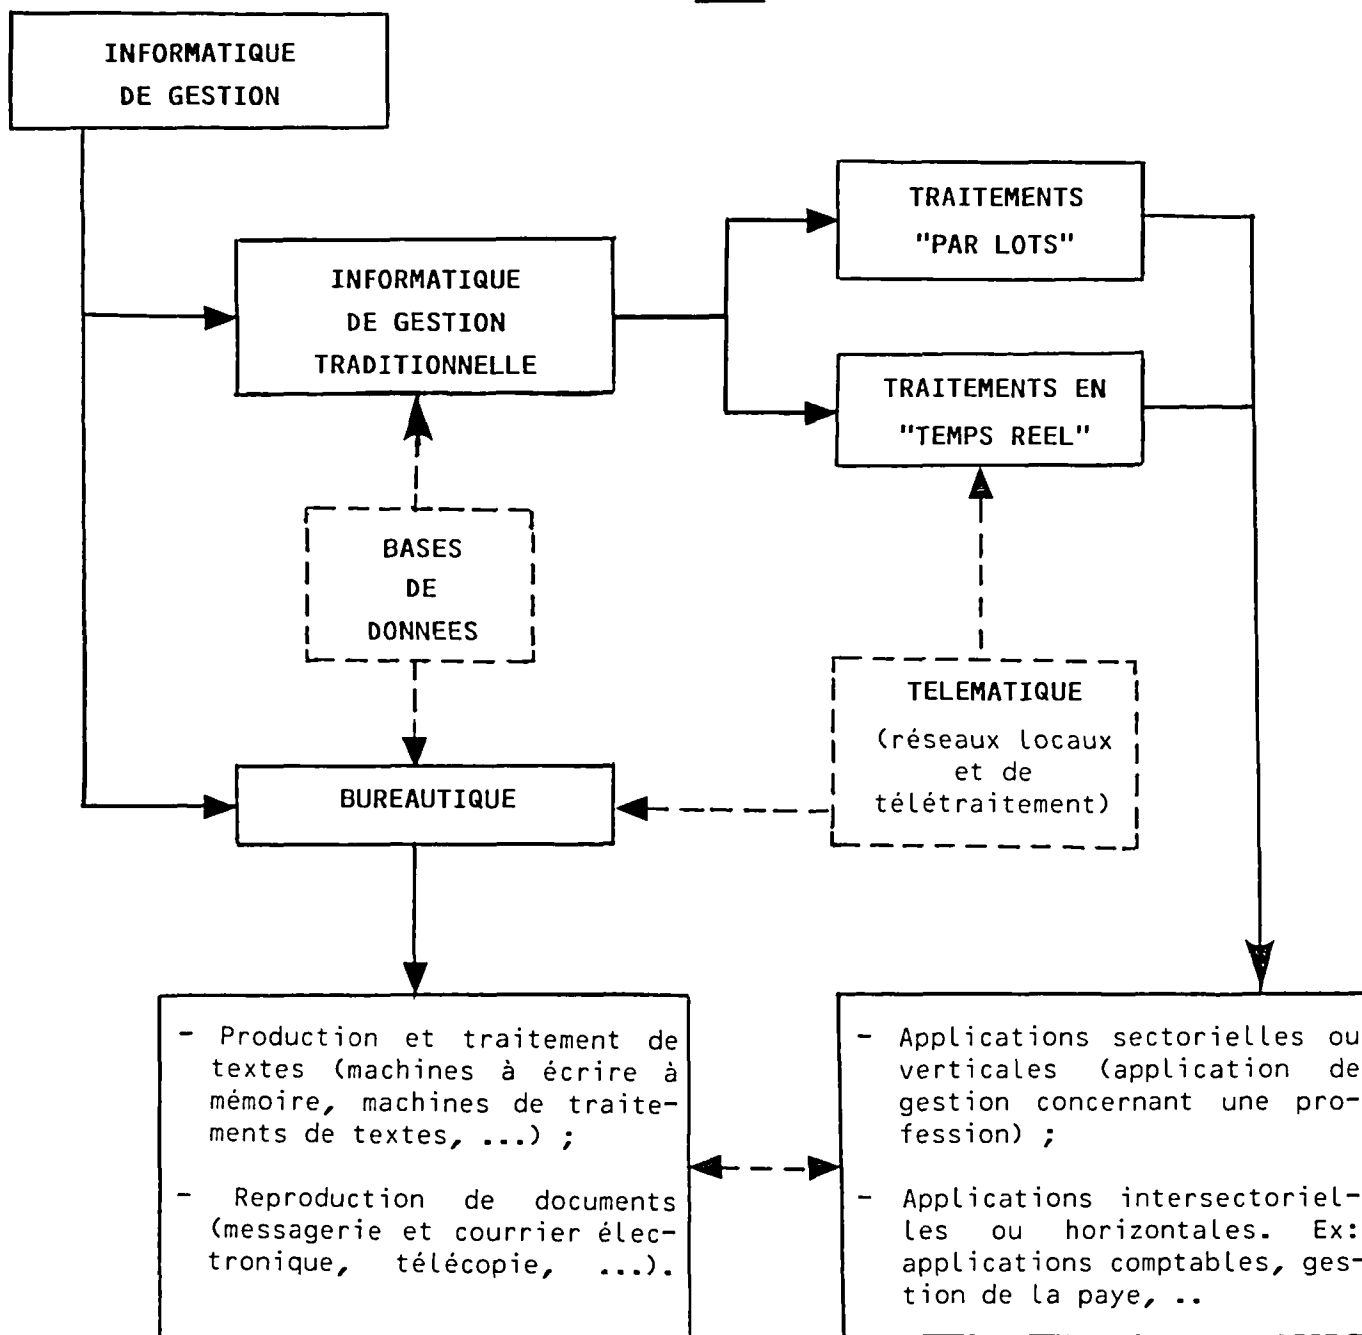 INFORMATIQUE
DE GESTION
TRAITEMENTS
"PAR LOTS"
INFORMATIQUE
DE GESTION
TRADITIONNELLE
TRAITEMENTS EN
"TEMPS REEL"
BASES
DE
DONNEES
TELEMATIQUE
(réseaux locaux
et de
télétraitement)
BUREAUTIQUE
- Production et traitement de
textes (machines à écrire à
mémoire, machines de traite-
ments de textes, ...) ;
- Reproduction de documents
(messagerie et courrier élec-
tronique, télécopie, ...).
- Applications sectorielles ou
verticales (application de
gestion concernant une pro-
fession) ;
- Applications intersectoriel-
les ou horizontales. Ex:
applications comptables, ges-
tion de la paye, ..